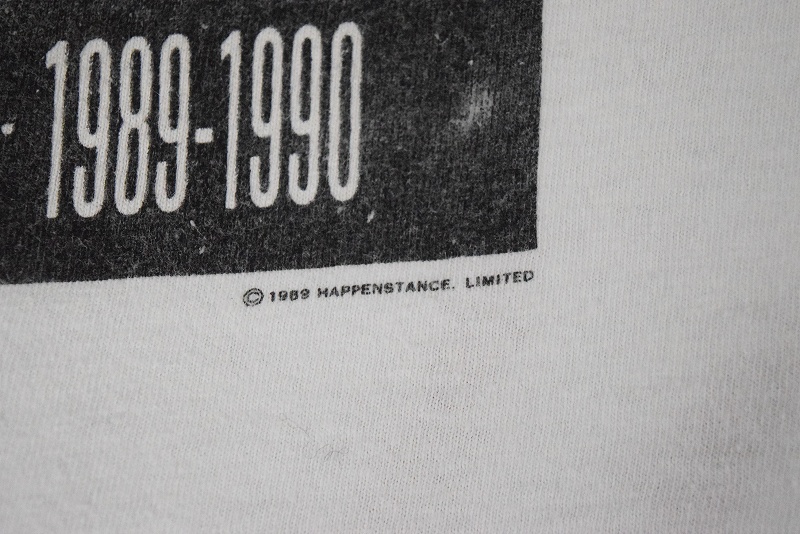 · 1989-1990
© 1989 HAPPENSTANCE. LIMITED